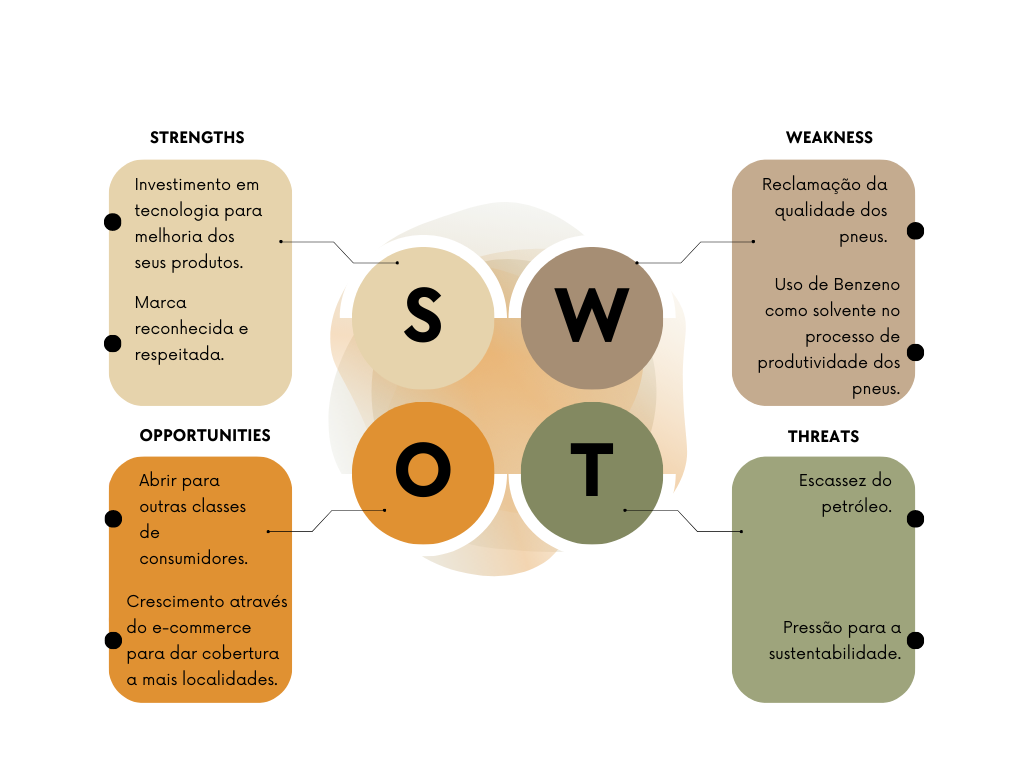 STRENGTHS
Investimento em
tecnologia para
melhoria dos
seus produtos.
Marca
reconhecida e
respeitada.
WEAKNESS
Reclamação da
qualidade dos
pneus.
Uso de Benzeno
como solvente no
processo de
produtividade dos
pneus.
S
W
O
T
OPPORTUNITIES
Abrir para
outras classes
de
consumidores.
Crescimento através
do e-commerce
para dar cobertura
a mais localidades.
THREATS
Escassez do
petróleo.
Pressão para a
sustentabilidade.